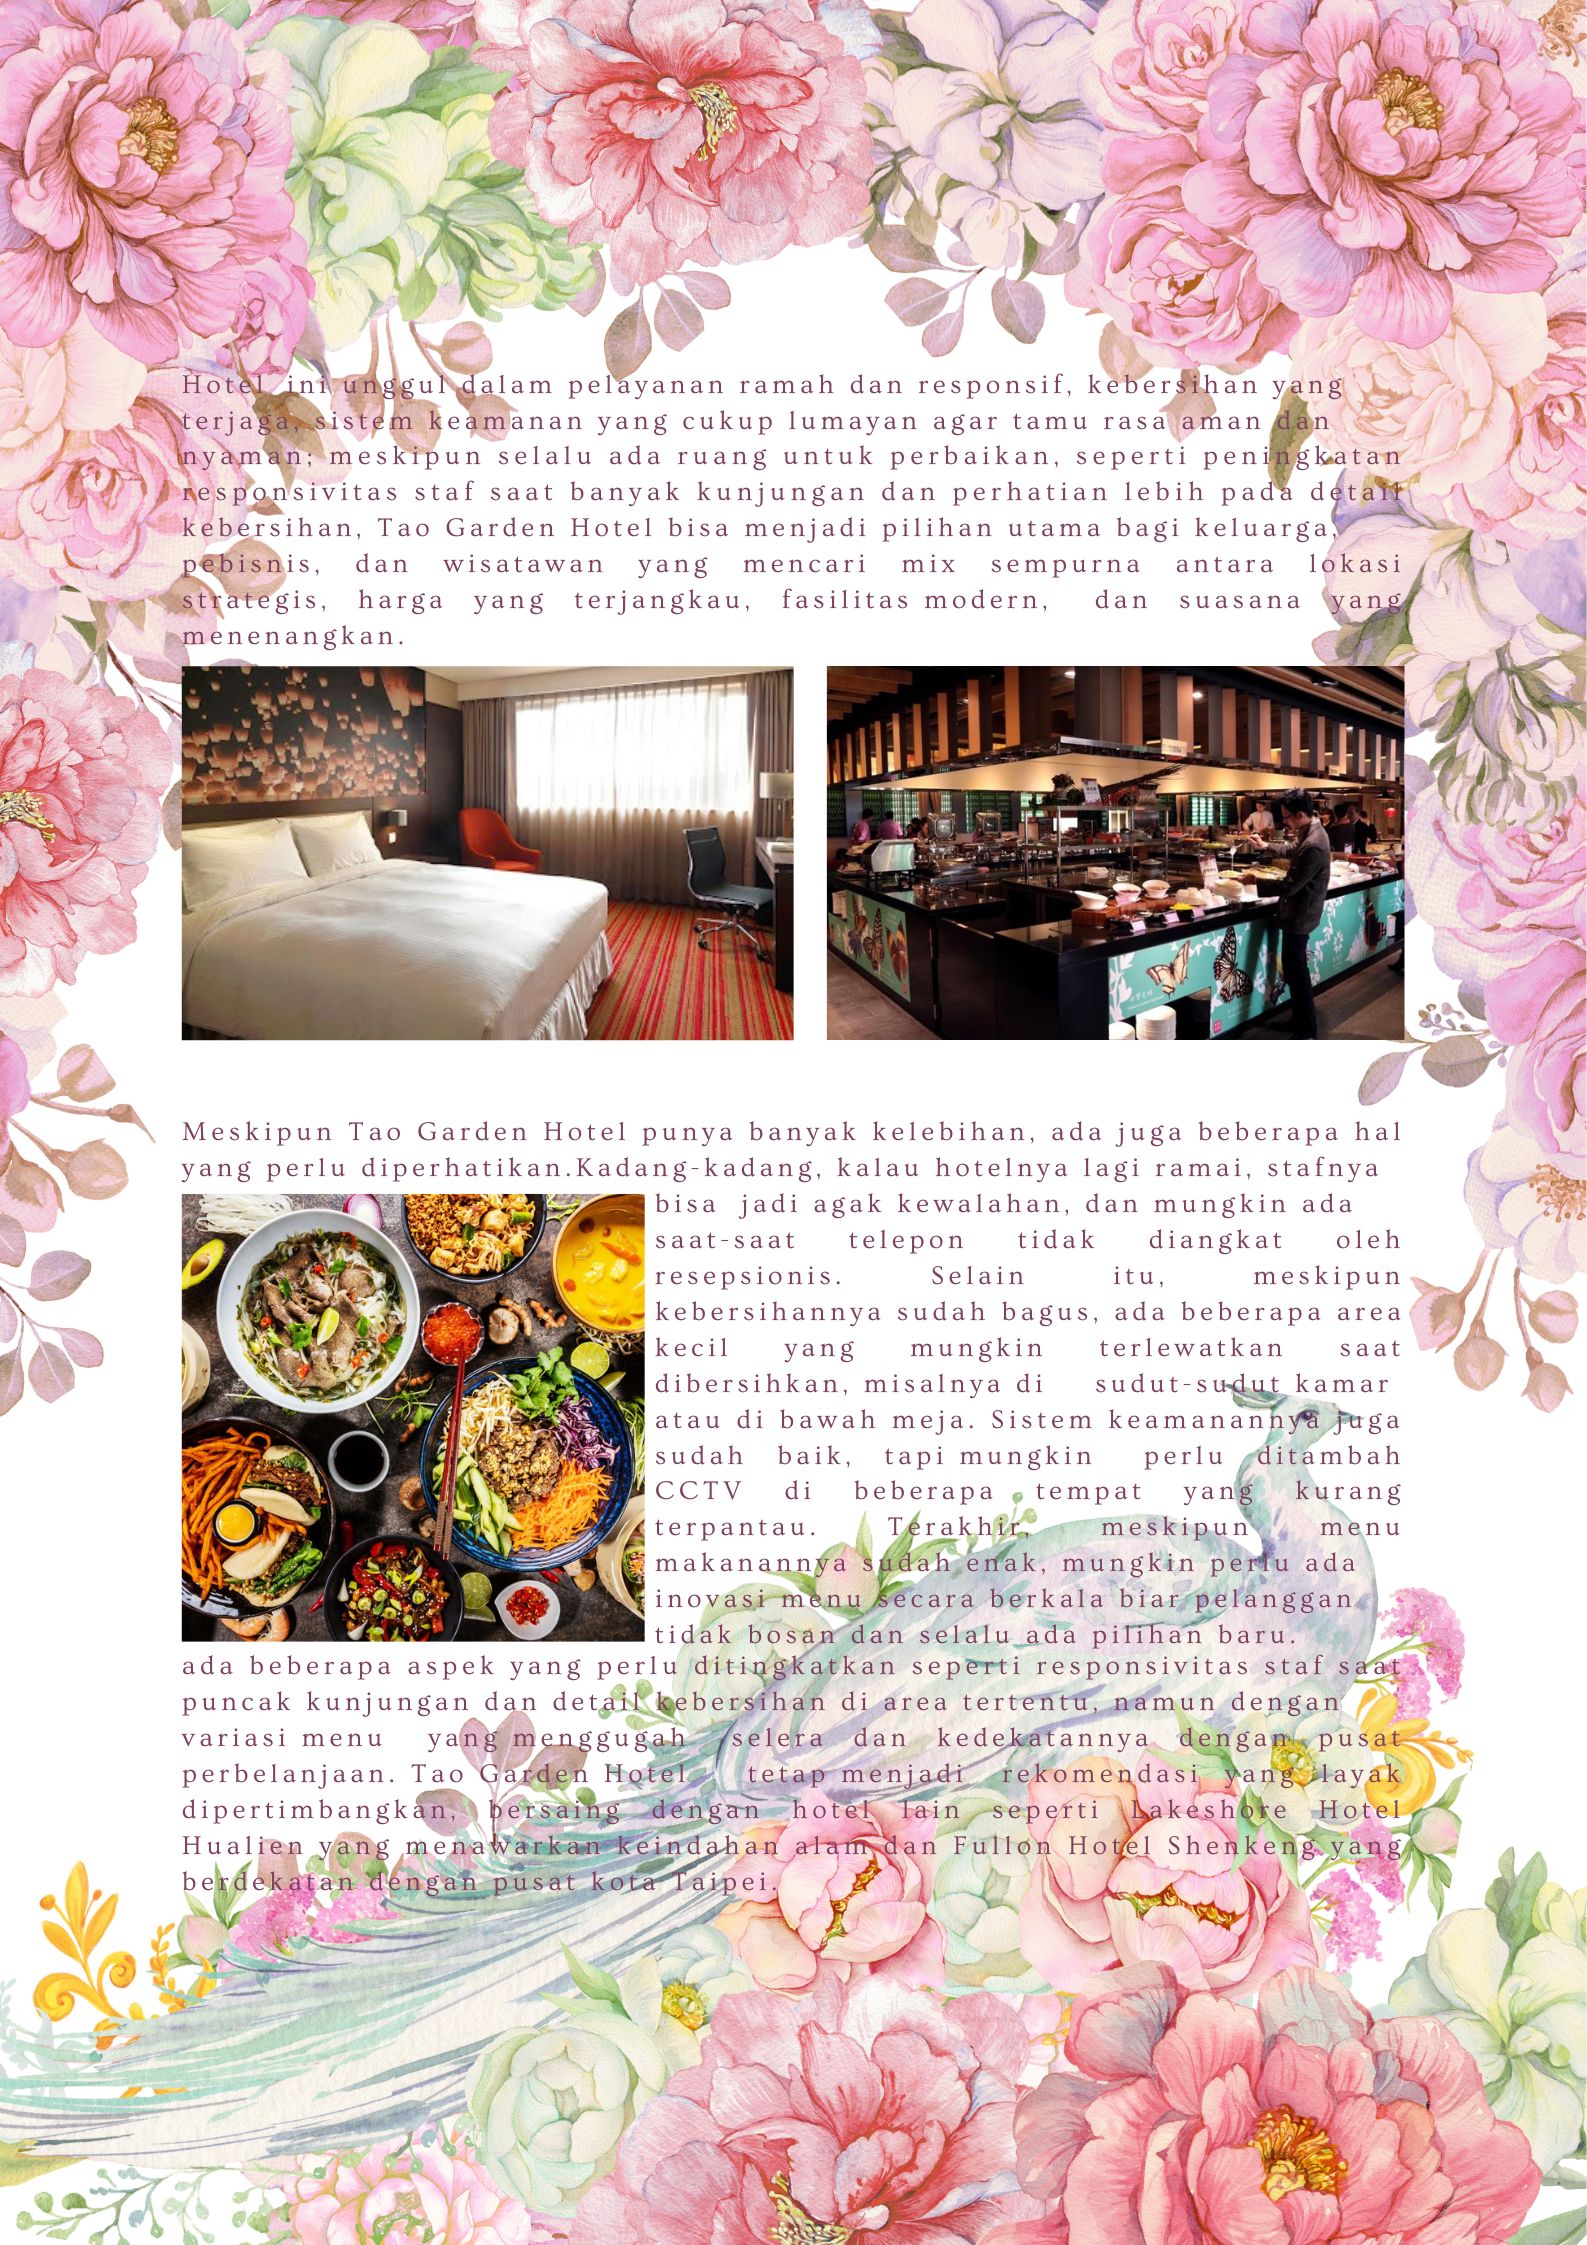 Hotel ini unggul dalam pelayanan ramah dan responsif, kebersihan yang
terjaga, sistem keamanan yang cukup lumayan agar tamu rasa aman dan
nyaman; meskipun selalu ada ruang untuk perbaikan, seperti peningkatan
responsivitas staf saat banyak kunjungan dan perhatian lebih pada detail
kebersihan, Tao Garden Hotel bisa menjadi pilihan utama bagi keluarga,
pebisnis, dan wisatawan yang mencari mix sempurna antara lokasi
strategis, harga yang terjangkau, fasilitas modern, dan suasana yang
menenangkan.
Meskipun Tao Garden Hotel punya banyak kelebihan, ada juga beberapa hal
yang perlu diperhatikan.Kadang-kadang, kalau hotelnya lagi ramai, stafnya
bisa jadi agak kewalahan, dan mungkin ada
saat-saat telepon tidak diangkat oleh
resepsionis. Selain itu, meskipun
kebersihannya sudah bagus, ada beberapa area
kecil yang mungkin terlewatkan saat
dibersihkan, misalnya di sudut-sudut kamar
atau di bawah meja. Sistem keamanannya juga
sudah baik, tapi mungkin perlu ditambah
CCTV di beberapa tempat yang kurang
terpantau. Terakhir, meskipun menu
makanannya sudah enak, mungkin perlu ada
inovasi menu secara berkala biar pelanggan
tidak bosan dan selalu ada pilihan baru.
ada beberapa aspek yang perlu ditingkatkan seperti responsivitas staf saat
puncak kunjungan dan detail kebersihan di area tertentu, namun dengan
variasi menu yang menggugah selera dan kedekatannya dengan pusat
perbelanjaan. Tao Garden Hotel tetap menjadi rekomendasi yang layak
dipertimbangkan, bersaing dengan hotel lain seperti Lakeshore Hotel
Hualien yang menawarkan keindahan alam dan Fullon Hotel Shenkeng yang
berdekatan dengan pusat kota Taipei.